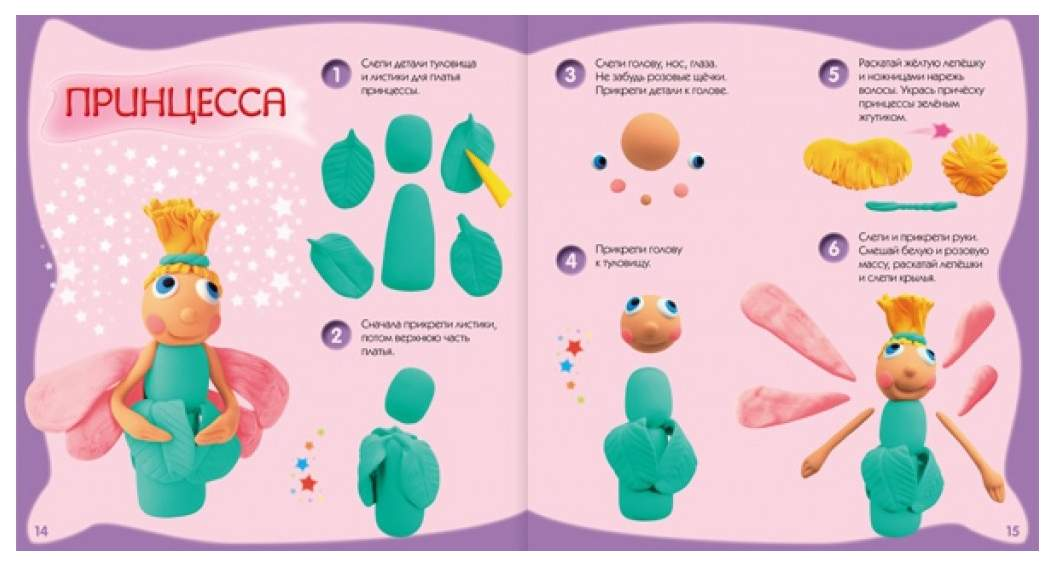 ПРИНЦЕССА
1
Слепи детали туловища
и листики для платья
принцессы.
2
Сначала прикрепи листики,
потом верхнюю часть
платья.
14
3
Слепи голову, нос, глаза.
Не забудь розовые щёчки.
Прикрепи детали к голове.
4
Прикрепи голову
к туловищу.
5
Раскатай жёлтую лепёшку
и ножницами нарежь
волосы. Укрась причёску
принцессы зелёным
жгутиком.
6
Слепи и прикрепи руки.
Смешай белую и розовую
массу, раскатай лепёшки
и слепи крылья.
15